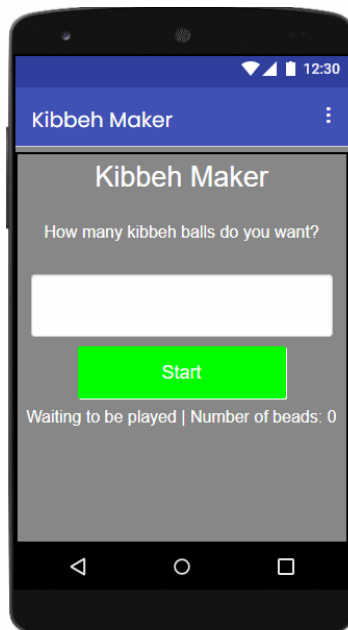 12:30
Kibbeh Maker
Kibbeh Maker
How many kibbeh balls do you want?
Start
Waiting to be played | Number of beads: 0